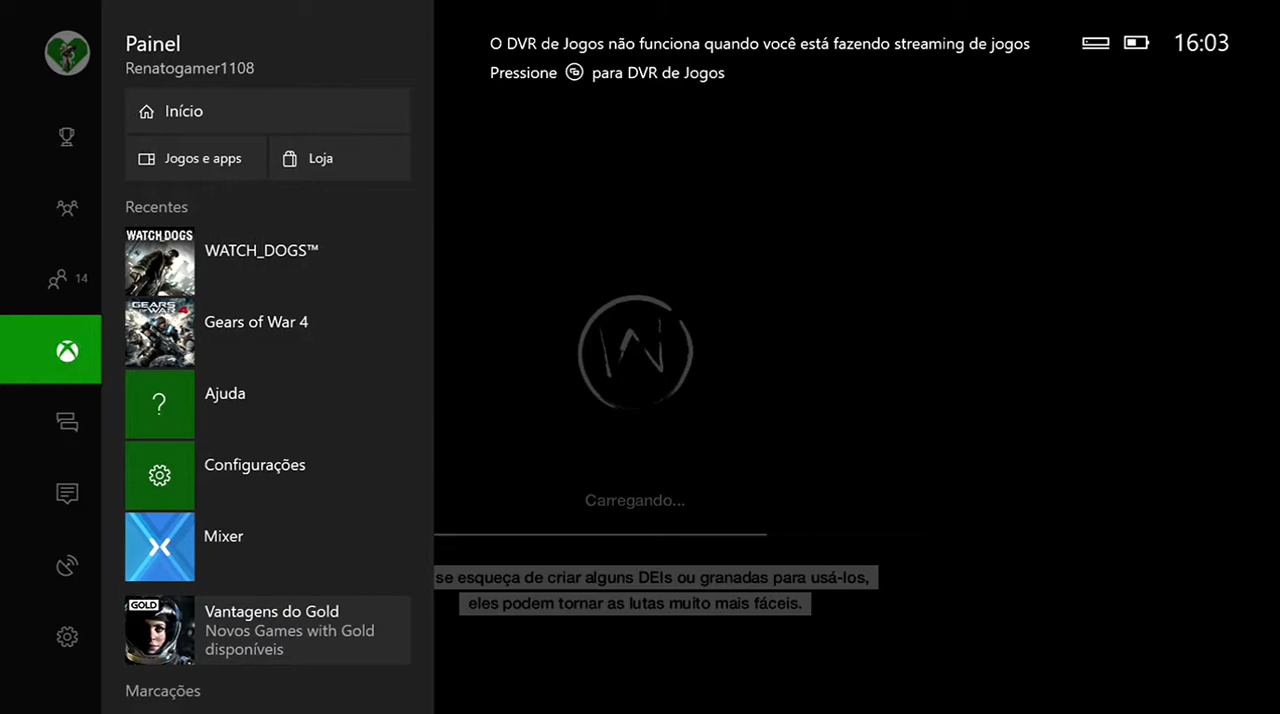 Painel
Renatogamer1108
Início
Jogos e apps
Loja
Recentes
WATCH_DOGS
WATCH_DOGS™
GEARS OF WAR 4
Gears of War 4
14
?
Ajuda
Configurações
Mixer
GOLD
Vantagens do Gold
Novos Games with Gold
disponíveis
Marcações
O DVR de Jogos não funciona quando você está fazendo streaming de jogos
Pressione para DVR de Jogos
16:03
Carregando...
se esqueça de criar alguns DEIs ou granadas para usá-los,
eles podem tornar as lutas muito mais fáceis.